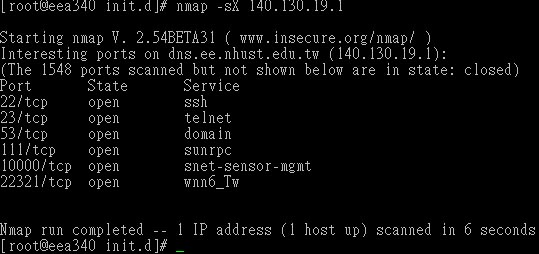 [root@eea340 init.d]# nmap -sX 140.130.19.1
Starting nmap V. 2.54BETA31 ( www.insecure.org/nmap/ )
Interesting ports on dns.ee.nhust.edu.tw (140.130.19.1):
(The 1548 ports scanned but not shown below are in state: closed)
Port State Service
22/tcp open ssh
23/tcp open telnet
53/tcp open domain
111/tcp open sunrpc
10000/tcp open snet-sensor-mgmt
22321/tcp open wnn6_Tw
Nmap run completed -- 1 IP address (1 host up) scanned in 6 seconds
[root@eea340 init.d]# _